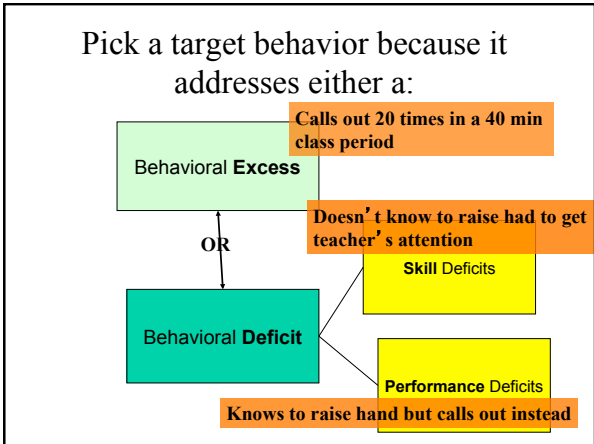 Pick a target behavior because it
addresses either a:
Calls out 20 times in a 40 min
class period
Behavioral Excess
Doesn’t know to raise had to get
teacher’s attention
OR
Skill Deficits
Behavioral Deficit
Performance Deficits
Knows to raise hand but calls out instead